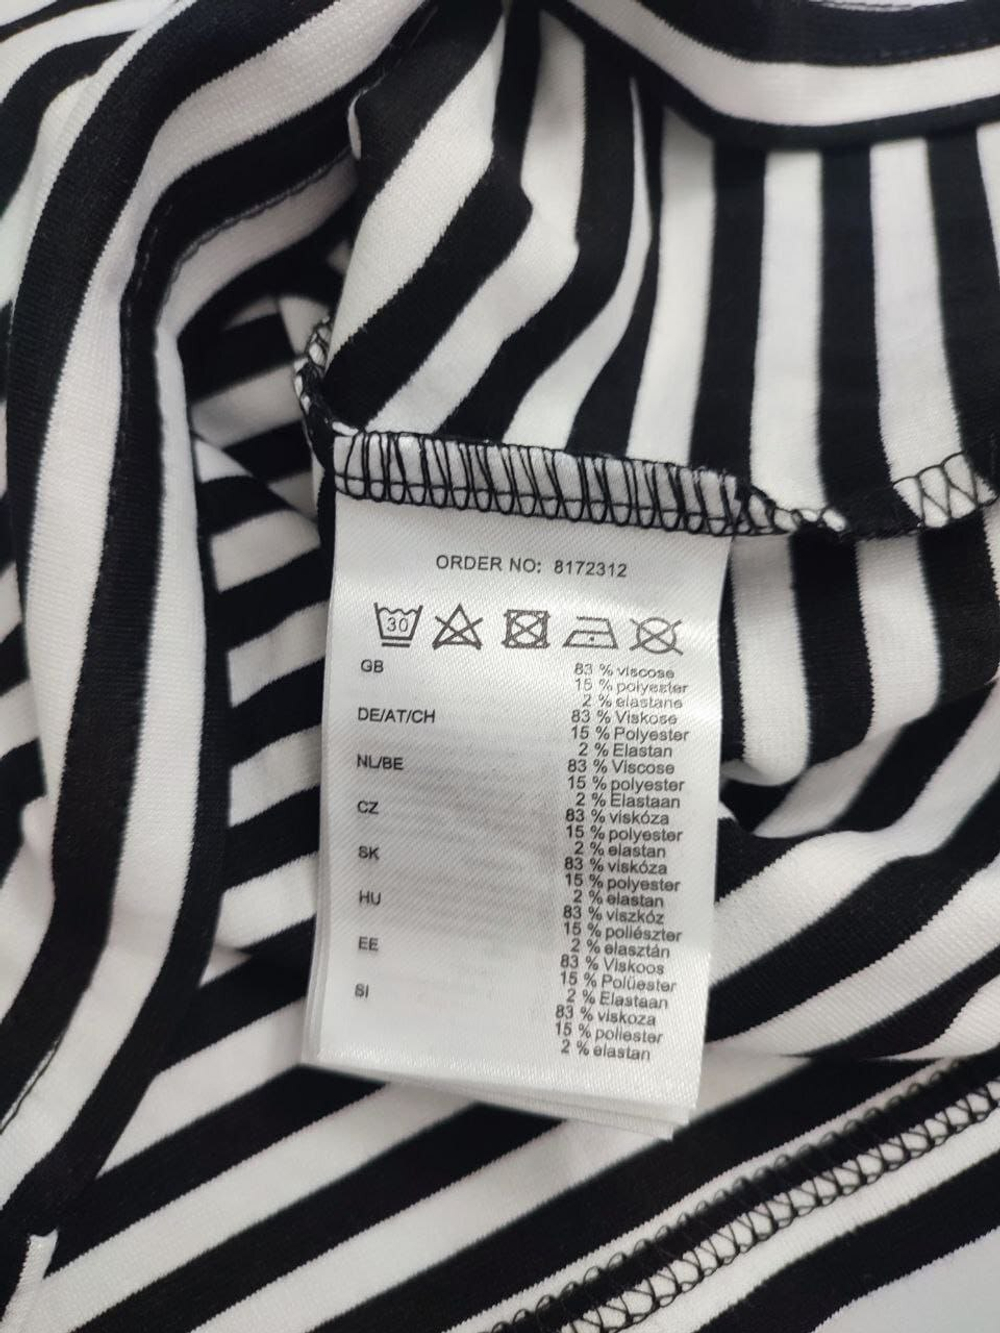 ORDER NO: 8172312
30
GB 83 % viscose
15 % polyester
2 % elastane
DE/AT/CH 83 % Viskose
15 % Polyester
2 % Elastan
NL/BE 83 % Viscose
15 % polyester
2 % Elastaan
CZ 83 % viskóza
15 % polyester
2 % elastan
SK 83 % viskóza
15 % polyester
2 % elastan
HU 83 % viszkóz
15 % poliészter
2 % elasztán
EE 83 % Viskoos
15 % Polüester
2 % Elastaan
SI 83 % viskoza
15 % poliester
2 % elastan